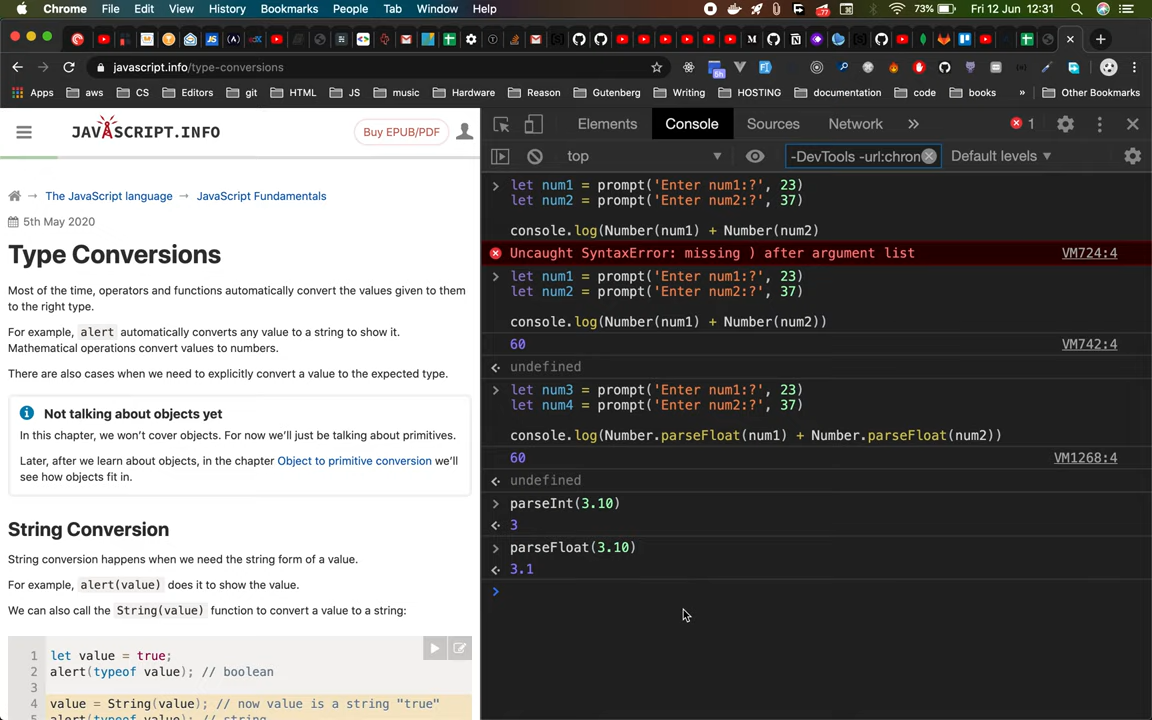 Chrome File Edit View History Bookmarks People Tab Window Help 73% Fri 12 Jun 12:31
javascript.info/type-conversions 5h
Apps aws CS Editors git HTML JS music Hardware Reason Gutenberg Writing HOSTING documentation code books » Other Bookmarks
JAVASCRIPT.INFO Buy EPUB/PDF
The JavaScript language → JavaScript Fundamentals
5th May 2020
Type Conversions
Most of the time, operators and functions automatically convert the values given to them
to the right type.
For example, alert automatically converts any value to a string to show it.
Mathematical operations convert values to numbers.
There are also cases when we need to explicitly convert a value to the expected type.
Not talking about objects yet
In this chapter, we won't cover objects. For now we'll just be talking about primitives.
Later, after we learn about objects, in the chapter Object to primitive conversion we'll
see how objects fit in.
String Conversion
String conversion happens when we need the string form of a value.
For example, alert(value) does it to show the value.
We can also call the String(value) function to convert a value to a string:
1 let value = true;
2 alert(typeof value); // boolean
3
4 value = String(value); // now value is a string "true"
alert(typeof value); // string
Elements Console Sources Network » 1
top -DevTools -url:chron Default levels
let num1 = prompt('Enter num1:?', 23)
let num2 = prompt('Enter num2:?', 37)
console.log(Number(num1) + Number(num2)
Uncaught SyntaxError: missing ) after argument list VM724:4
let num1 = prompt('Enter num1:?', 23)
let num2 = prompt('Enter num2:?', 37)
console.log(Number(num1) + Number(num2))
60 VM742:4
undefined
let num3 = prompt('Enter num1:?', 23)
let num4 = prompt('Enter num2:?', 37)
console.log(Number.parseFloat(num1) + Number.parseFloat(num2))
60 VM1268:4
undefined
parseInt(3.10)
3
parseFloat(3.10)
3.1